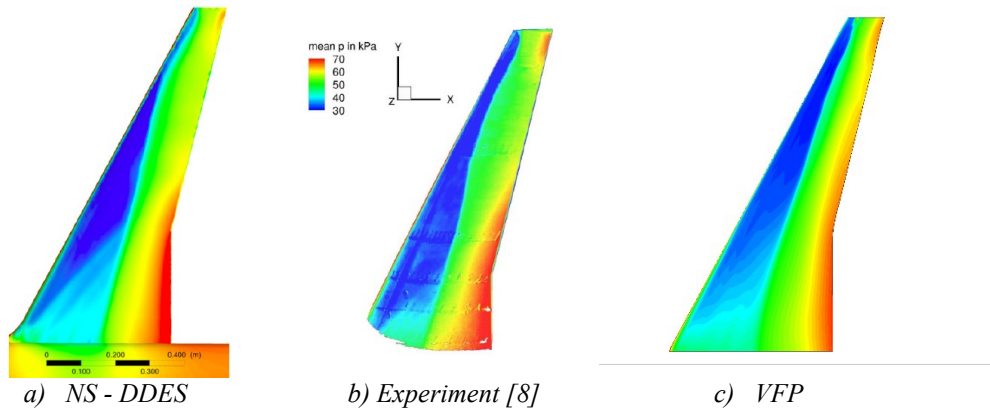 mean p in kPa
70
60
50
40
30
Y
Z
X
0 0.200 0.400 (m)
0.100 0.300
a) NS - DDES
b) Experiment [8]
c) VFP